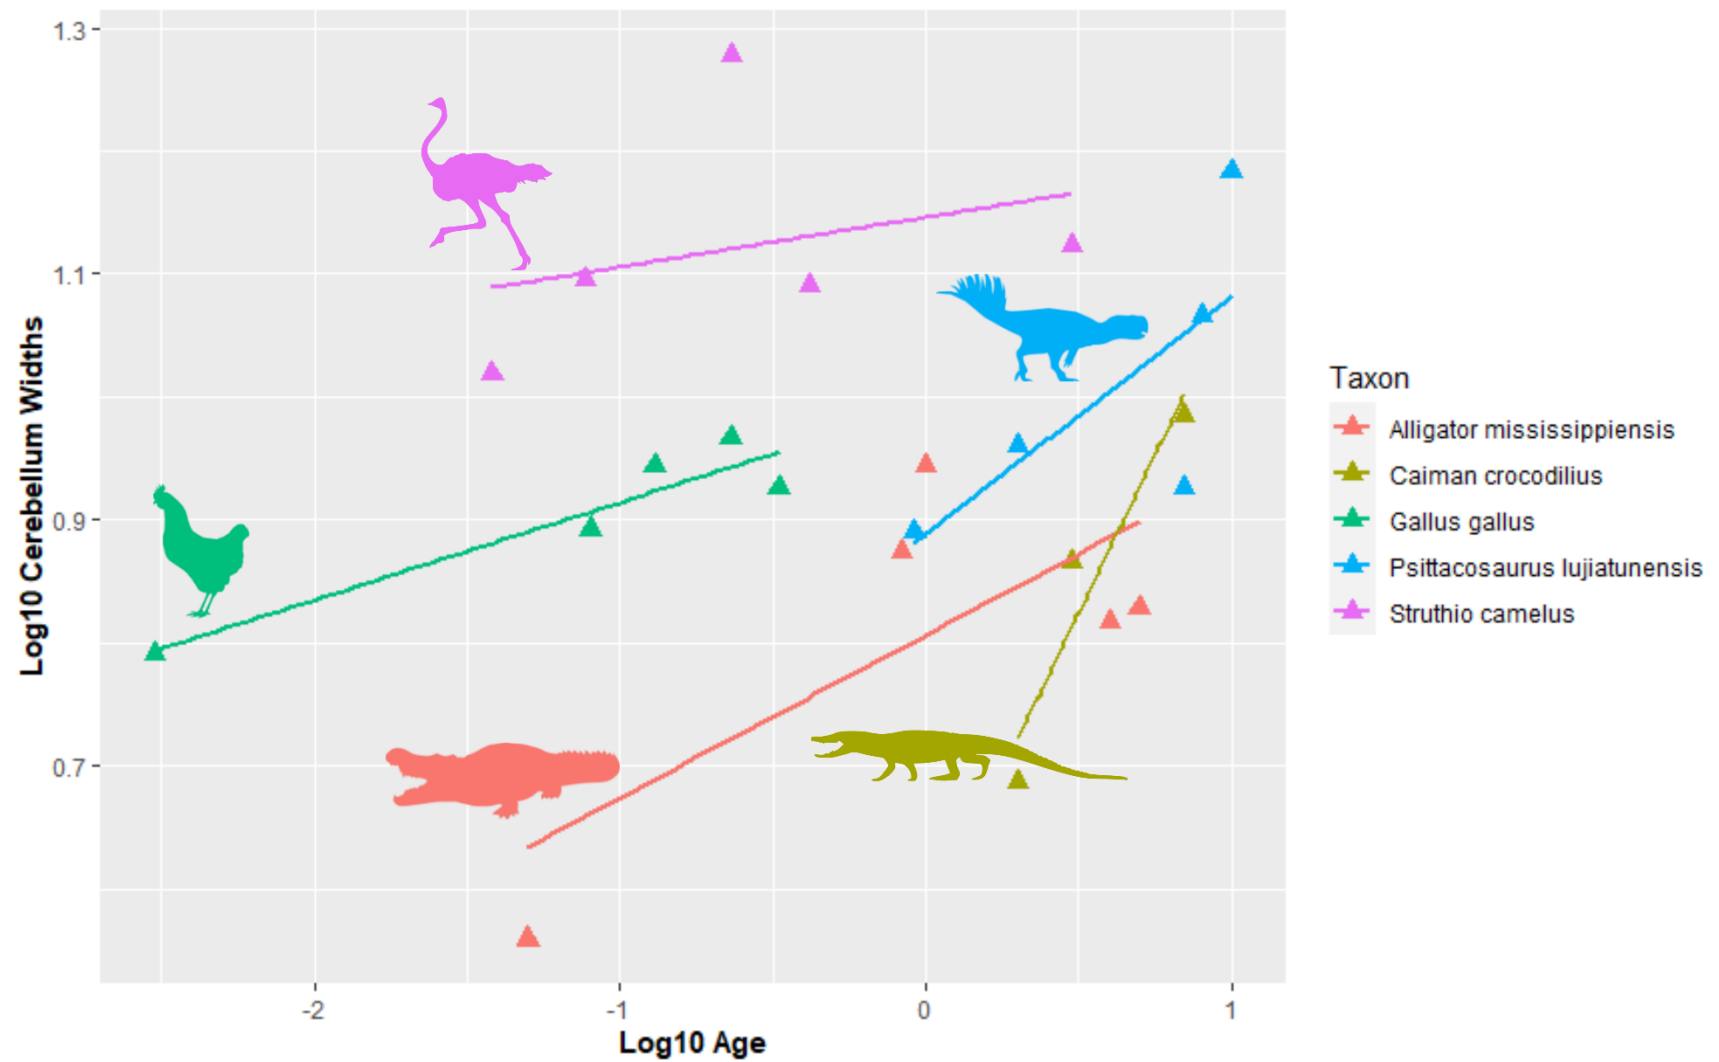 1.3
1.1
0.9
0.7
Log10 Cerebellum Widths
-2
-1
0
1
Log10 Age
Taxon
Alligator mississippiensis
Caiman crocodilius
Gallus gallus
Psittacosaurus lujiatunensis
Struthio camelus